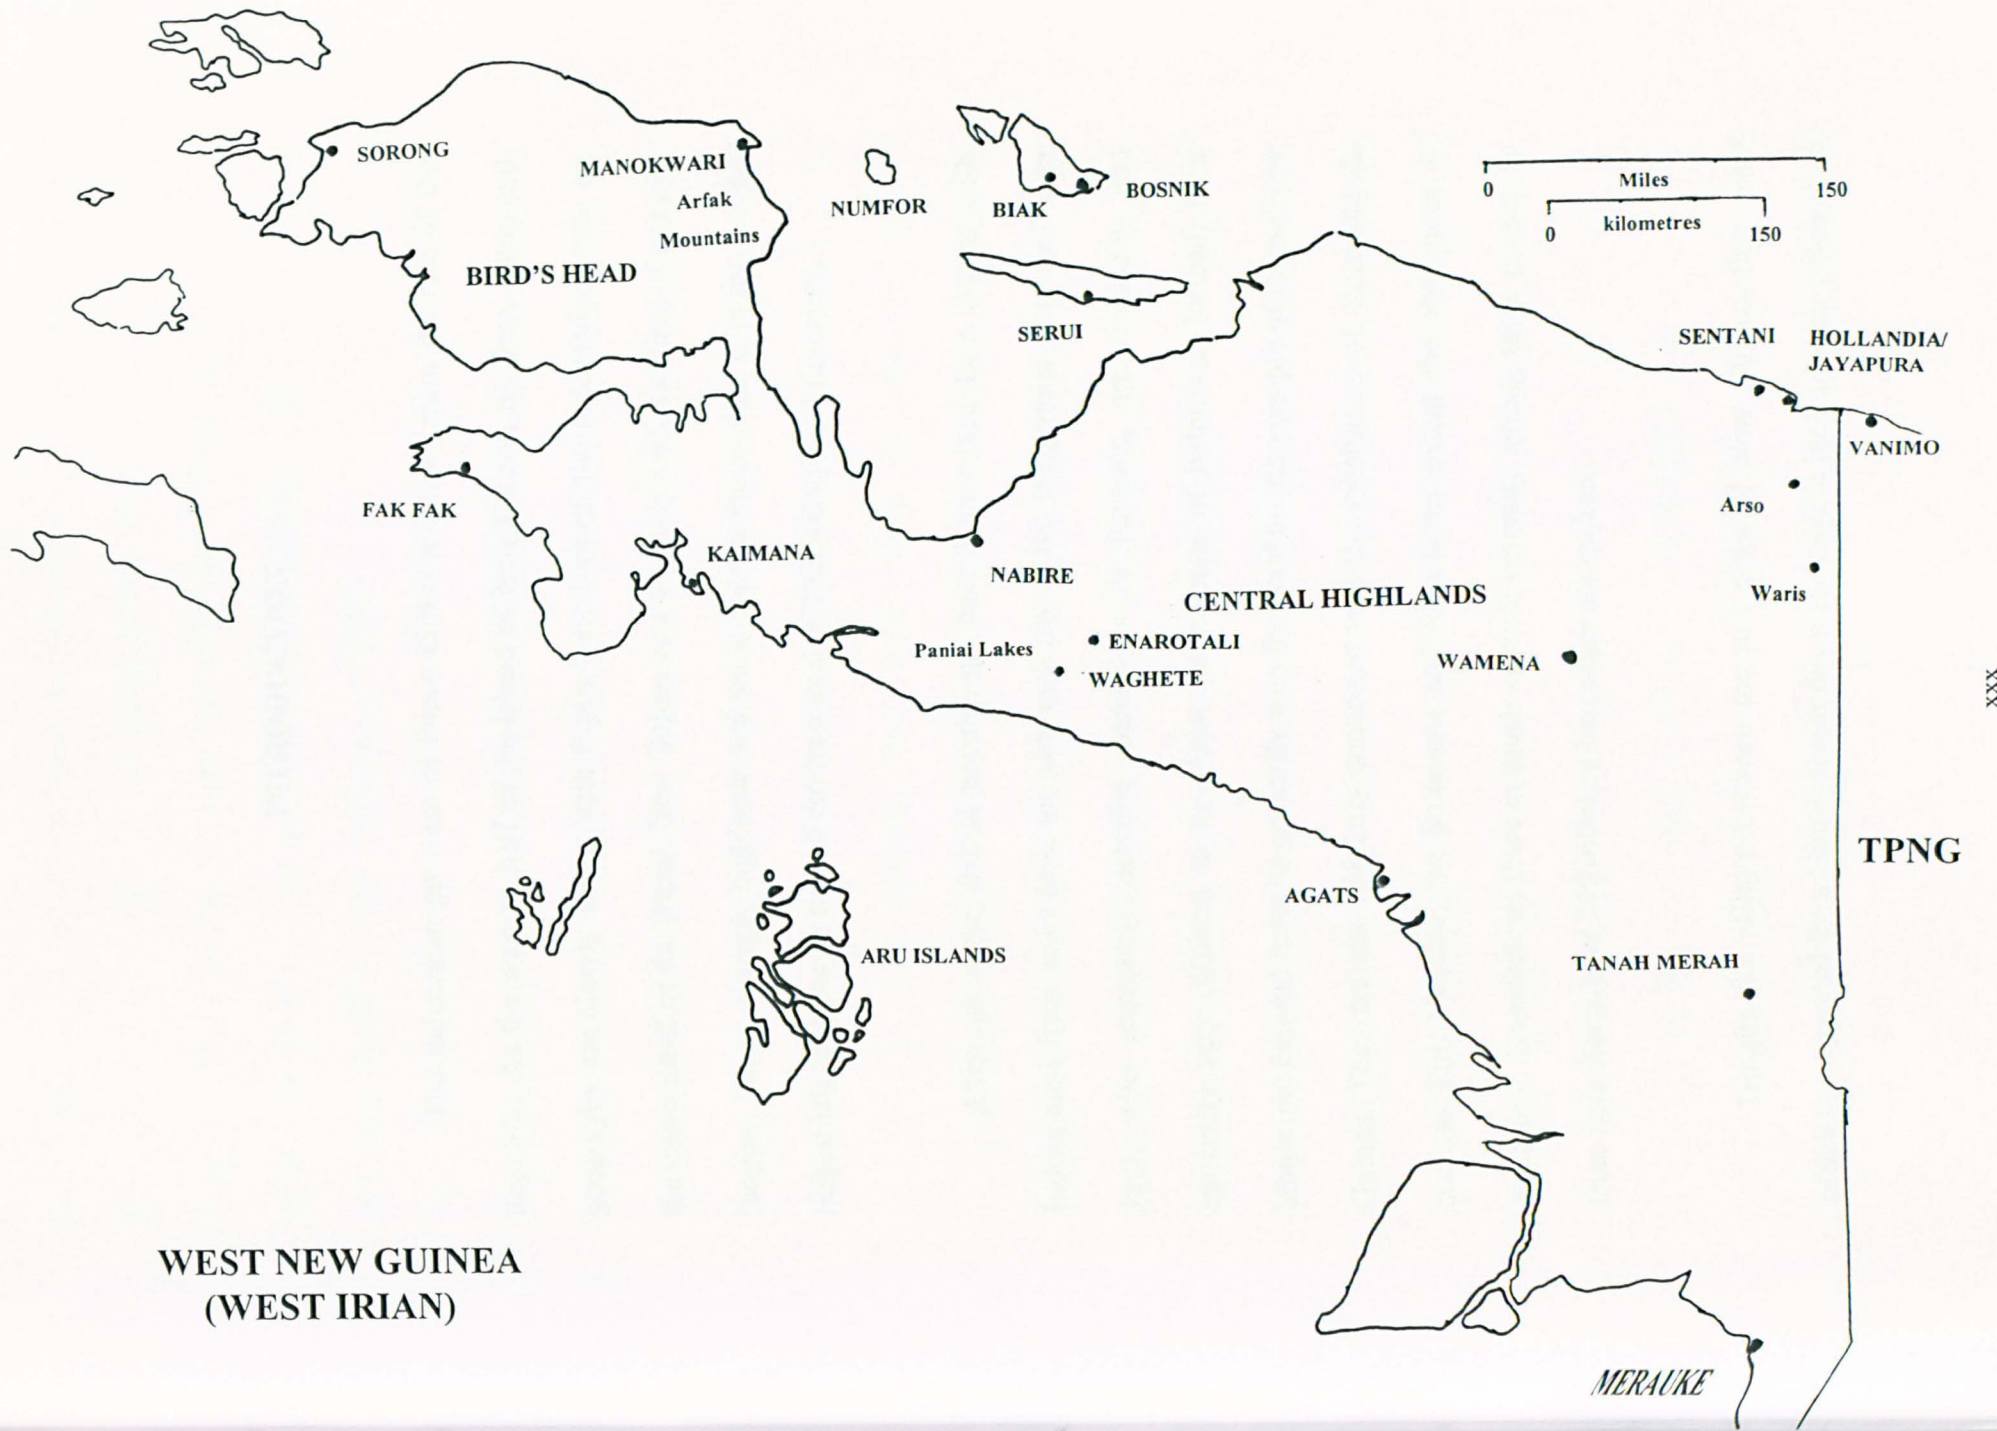 SORONG
MANOKWARI
Arfak
Mountains
BIRD'S HEAD
NUMFOR
BIAK
BOSNIK
SERUI
0 Miles 150
0 kilometres 150
SENTANI
HOLLANDIA/
JAYAPURA
VANIMO
Arso
Waris
FAK FAK
KAIMANA
NABIRE
CENTRAL HIGHLANDS
Paniai Lakes
ENAROTALI
WAGHETE
WAMENA
xxx
TPNG
AGATS
ARU ISLANDS
TANAH MERAH
WEST NEW GUINEA
(WEST IRIAN)
MERAUKE